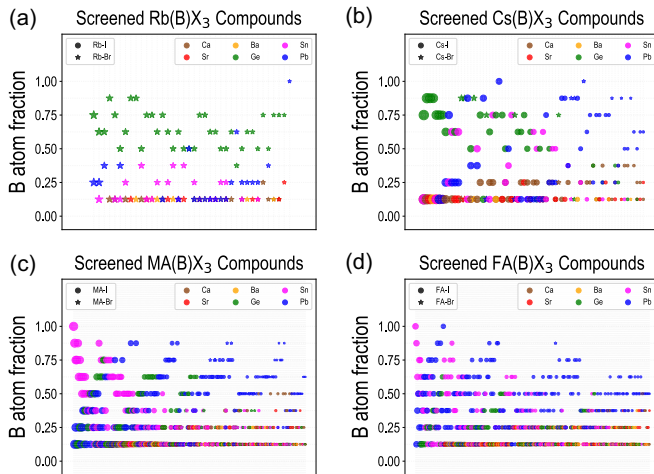 (a)
Screened Rb(B)X₃ Compounds
Rb-I
Rb-Br
Ca
Sr
Ba
Ge
Sn
Pb
B atom fraction
1.00
0.75
0.50
0.25
0.00
(b)
Screened Cs(B)X₃ Compounds
Cs-I
Cs-Br
Ca
Sr
Ba
Ge
Sn
Pb
B atom fraction
1.00
0.75
0.50
0.25
0.00
(c)
Screened MA(B)X₃ Compounds
MA-I
MA-Br
Ca
Sr
Ba
Ge
Sn
Pb
B atom fraction
1.00
0.75
0.50
0.25
0.00
(d)
Screened FA(B)X₃ Compounds
FA-I
FA-Br
Ca
Sr
Ba
Ge
Sn
Pb
B atom fraction
1.00
0.75
0.50
0.25
0.00